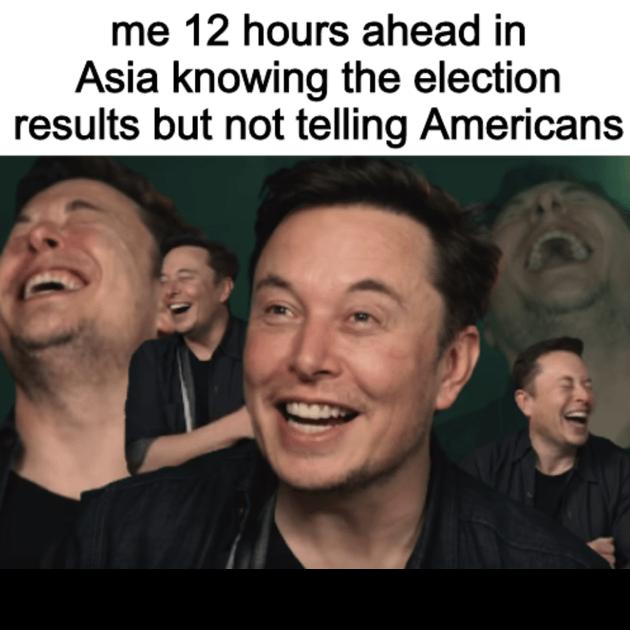 me 12 hours ahead in
Asia knowing the election
results but not telling Americans